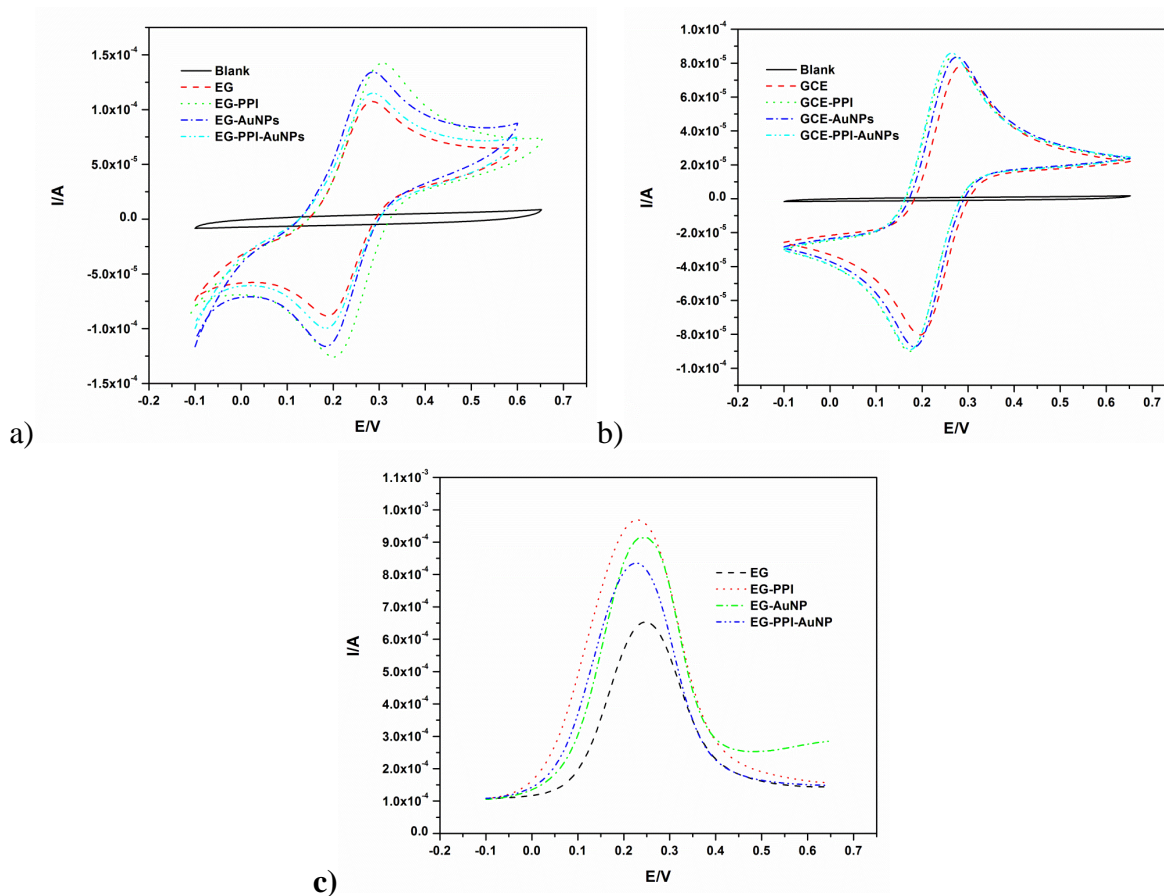 1.5x10⁻⁴
1.0x10⁻⁴
5.0x10⁻⁵
0.0
-5.0x10⁻⁵
-1.0x10⁻⁴
-1.5x10⁻⁴
I/A
Blank
EG
EG-PPI
EG-AuNPs
EG-PPI-AuNPs
-0.2 -0.1 0.0 0.1 0.2 0.3 0.4 0.5 0.6 0.7
E/V
a)
1.0x10⁻⁴
8.0x10⁻⁵
6.0x10⁻⁵
4.0x10⁻⁵
2.0x10⁻⁵
0.0
-2.0x10⁻⁵
-4.0x10⁻⁵
-6.0x10⁻⁵
-8.0x10⁻⁵
-1.0x10⁻⁴
I/A
Blank
GCE
GCE-PPI
GCE-AuNPs
GCE-PPI-AuNPs
-0.2 -0.1 0.0 0.1 0.2 0.3 0.4 0.5 0.6 0.7
E/V
b)
1.1x10⁻³
1.0x10⁻³
9.0x10⁻⁴
8.0x10⁻⁴
7.0x10⁻⁴
6.0x10⁻⁴
5.0x10⁻⁴
4.0x10⁻⁴
3.0x10⁻⁴
2.0x10⁻⁴
1.0x10⁻⁴
0.0
I/A
EG
EG-PPI
EG-AuNP
EG-PPI-AuNP
-0.2 -0.1 0.0 0.1 0.2 0.3 0.4 0.5 0.6 0.7
E/V
c)